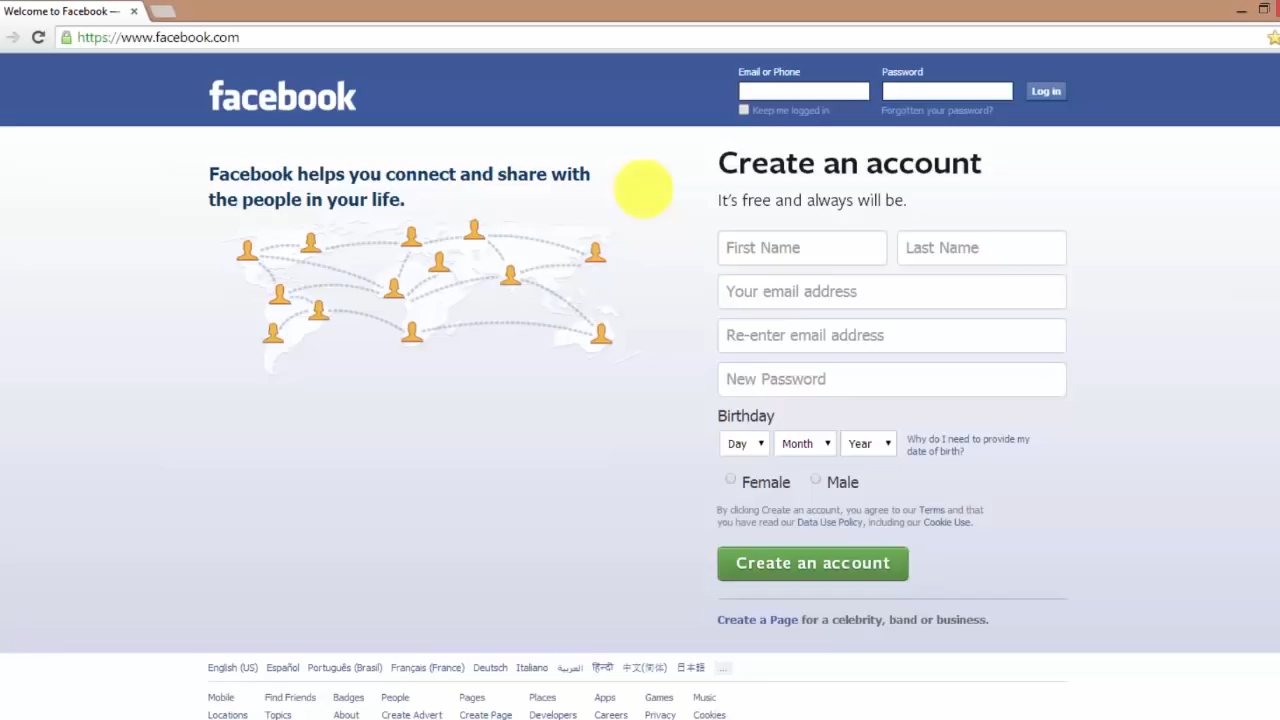 Welcome to Facebook —
https://www.facebook.com
facebook
Email or Phone
Password
Log in
Keep me logged in
Forgotten your password?
Facebook helps you connect and share with
the people in your life.
Create an account
It's free and always will be.
First Name
Last Name
Your email address
Re-enter email address
New Password
Birthday
Day
Month
Year
Why do I need to provide my
date of birth?
Female
Male
By clicking Create an account, you agree to our Terms and that
you have read our Data Use Policy, including our Cookie Use.
Create an account
Create a Page for a celebrity, band or business.
English (US) Español Português (Brasil) Français (France) Deutsch Italiano العربية हिन्दी 中文(简体) 日本語 ...
Mobile Find Friends Badges People Pages Places Apps Games Music
Locations Topics About Create Advert Create Page Developers Careers Privacy Cookies